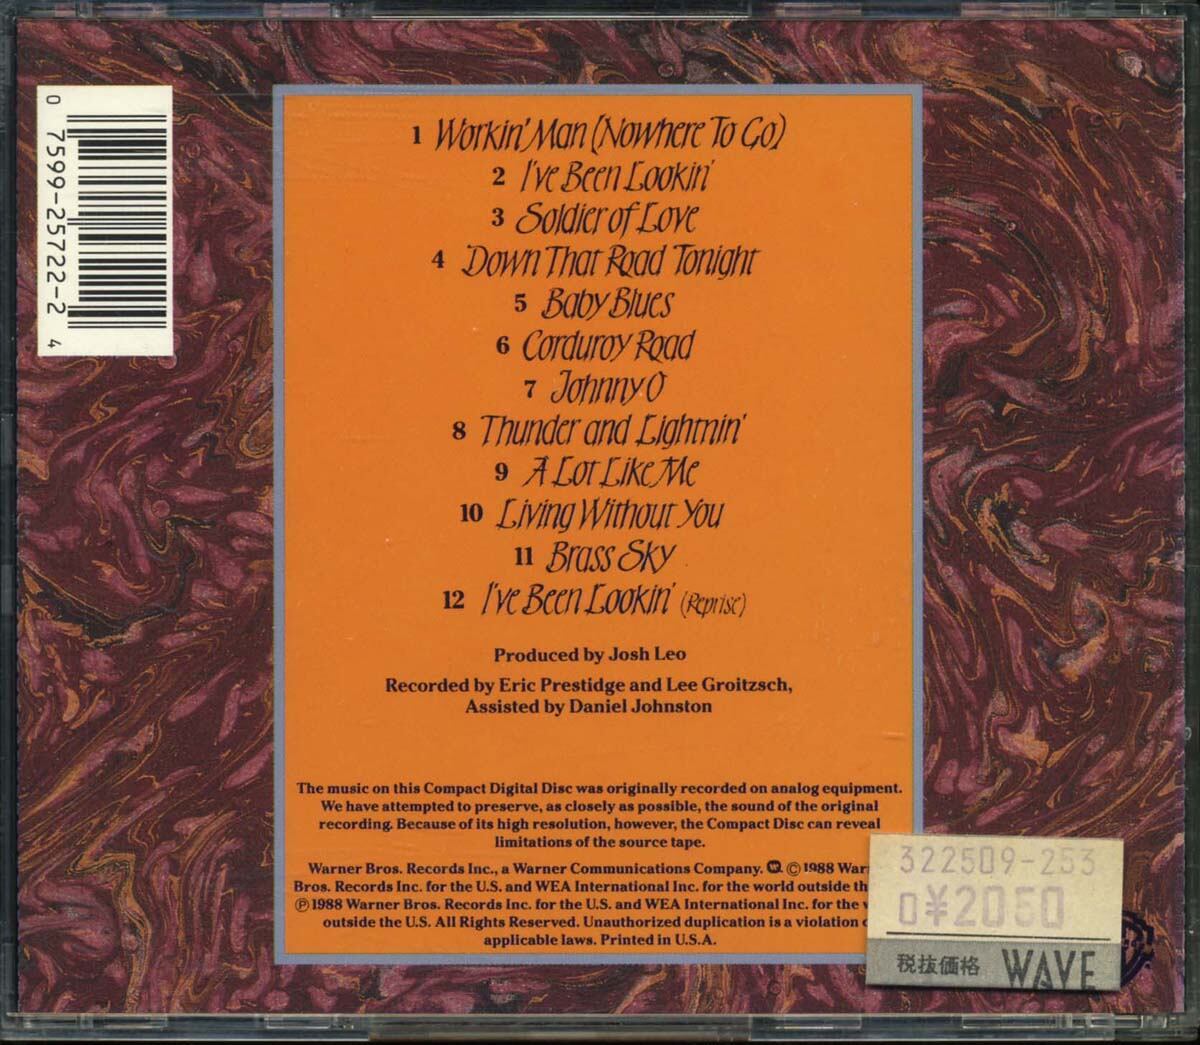 1 Workin' Man (Nowhere To Go)
2 I've Been Lookin'
3 Soldier of Love
4 Down That Road Tonight
5 Baby Blues
6 Corduroy Road
7 Johnny O
8 Thunder and Lightnin'
9 A Lot Like Me
10 Living Without You
11 Brass Sky
12 I've Been Lookin' (Reprise)
Produced by Josh Leo
Recorded by Eric Prestidge and Lee Groitzsch,
Assisted by Daniel Johnston
The music on this Compact Digital Disc was originally recorded on analog equipment.
We have attempted to preserve, as closely as possible, the sound of the original
recording. Because of its high resolution, however, the Compact Disc can reveal
limitations of the source tape.
Warner Bros. Records Inc., a Warner Communications Company. © 1988
Bros. Records Inc. for the U.S. and WEA International Inc. for the world outside
℗ 1988 Warner Bros. Records Inc. for the U.S. and WEA International Inc. for the
outside the U.S. All Rights Reserved. Unauthorized duplication is a violation
applicable laws. Printed in U.S.A.
0 7599-25722-2 4
322509-253
0¥2050
税抜価格 WAVE